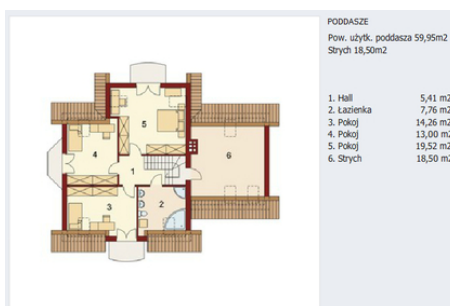 PODDASZE
Pow. użytk. poddasza 59,95m2
Strych 18,50m2
1. Hall 5,41 m2
2. Łazienka 7,76 m2
3. Pokoj 14,26 m2
4. Pokoj 13,00 m2
5. Pokoj 19,52 m2
6. Strych 18,50 m2
5
4
1
6
3
2